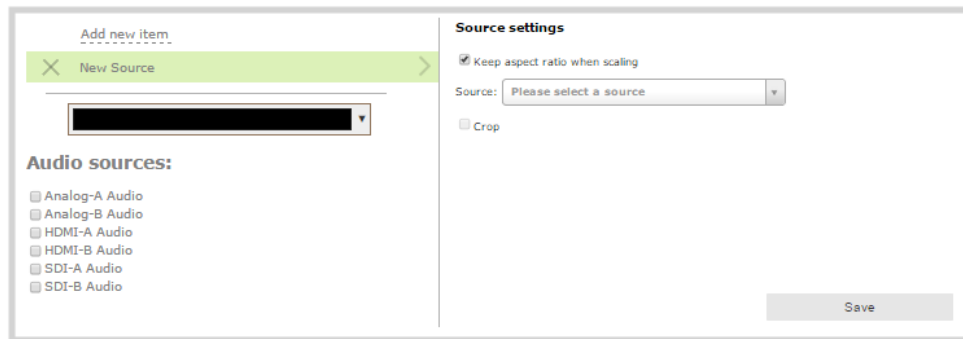 Add new item
New Source
Audio sources:
Analog-A Audio
Analog-B Audio
HDMI-A Audio
HDMI-B Audio
SDI-A Audio
SDI-B Audio
Source settings
Keep aspect ratio when scaling
Source: Please select a source
Crop
Save